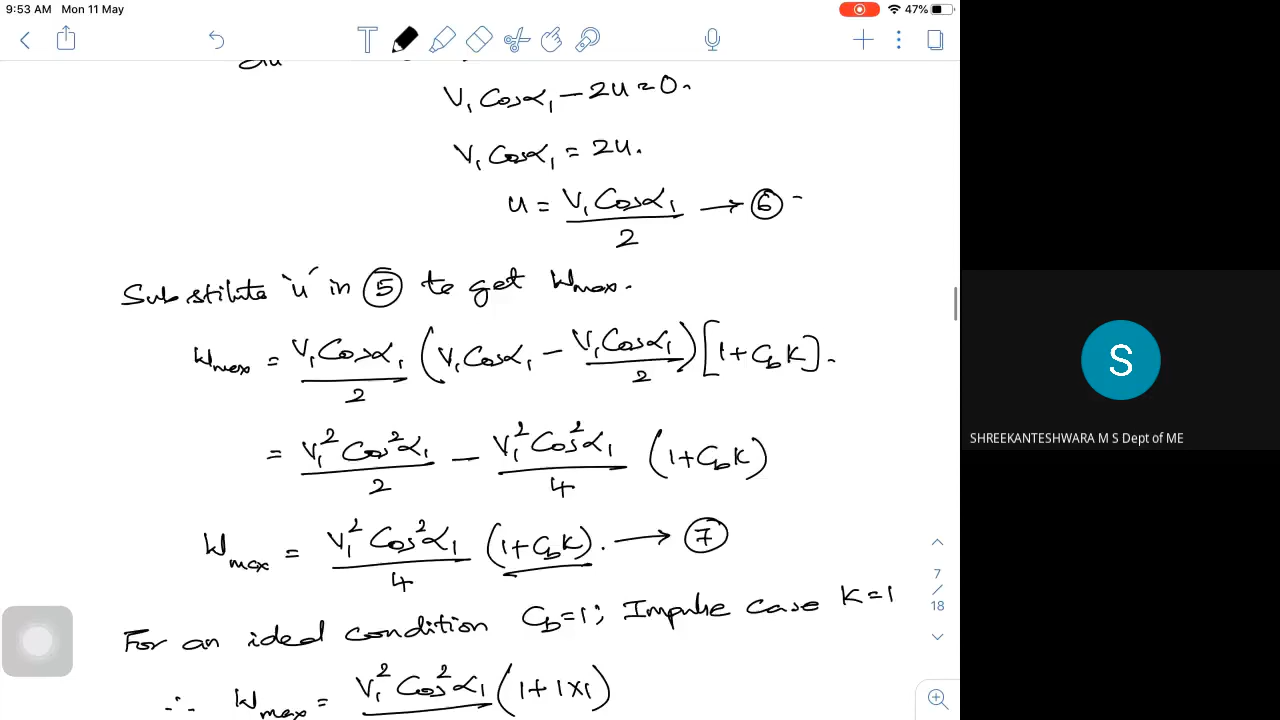 9:53 AM Mon 11 May
47%
du
V₁ Cosα₁ − 2u = 0.
V₁ Cosα₁ = 2u.
u = V₁ Cosα₁ / 2 → ⑥
Substitute 'u' in ⑤ to get Wmax.
Wmax = V₁ Cosα₁ / 2 (V₁ Cosα₁ − V₁ Cosα₁ / 2) [1 + Cb K].
= V₁² Cos²α₁ / 2 − V₁² Cos²α₁ / 4 (1 + Cb K)
Wmax = V₁² Cos²α₁ / 4 (1 + Cb K). → ⑦
For an ideal condition Cb = 1; Impulse case K = 1
∴ Wmax = V₁² Cos²α₁ (1 + 1×1)
7 / 18
S
SHREEKANTESHWARA M S Dept of ME